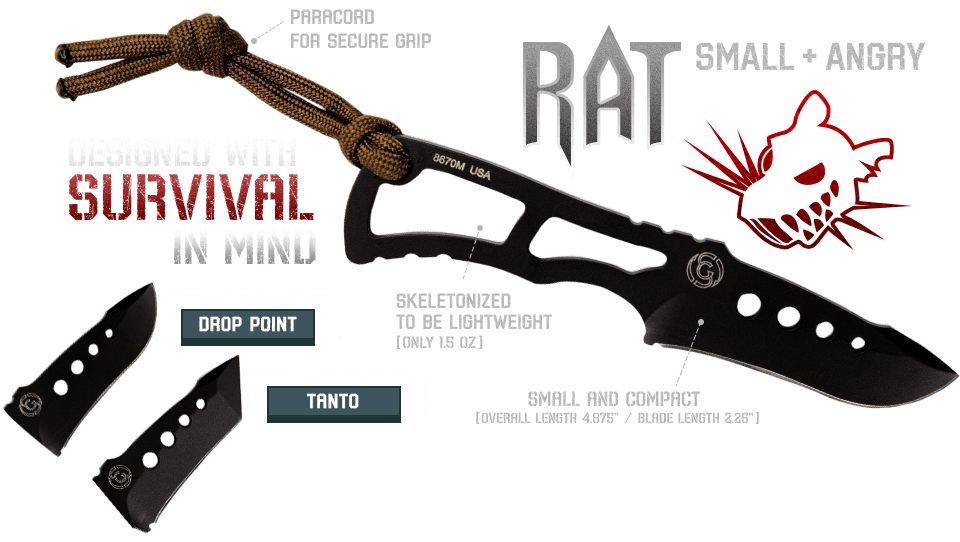 PARACORD
FOR SECURE GRIP
RAT
SMALL + ANGRY
DESIGNED WITH
SURVIVAL
IN MIND
8670M USA
G
SKELETONIZED
TO BE LIGHTWEIGHT
[ONLY 1.5 OZ]
DROP POINT
TANTO
SMALL AND COMPACT
[OVERALL LENGTH 4.875" / BLADE LENGTH 2.25"]
G
G